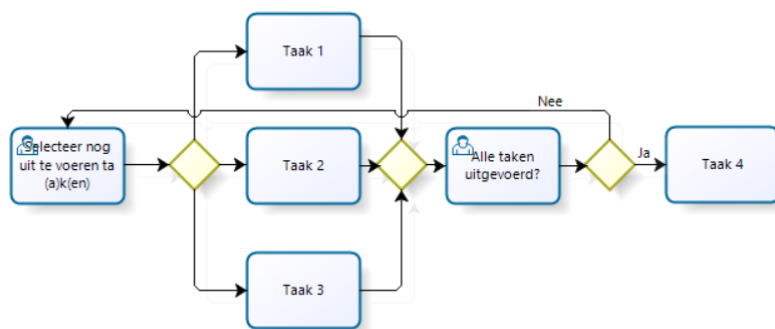 Taak 1
Nee
Selecteer nog
uit te voeren ta
(a)k(en)
Taak 2
Alle taken
uitgevoerd?
Ja
Taak 4
Taak 3